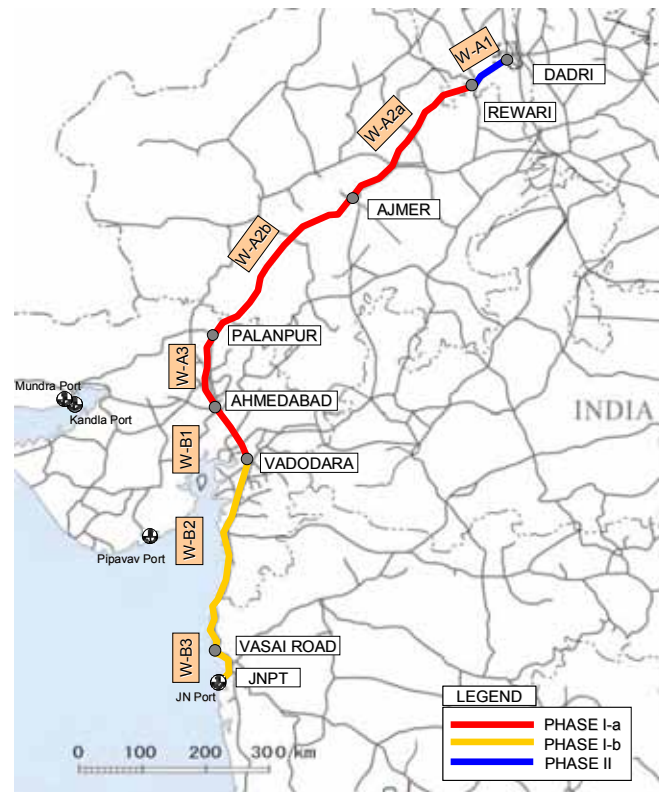 W-A1
DADRI
REWARI
W-A2a
AJMER
W-A2b
PALANPUR
W-A3
Mundra Port
Kandla Port
AHMEDABAD
INDIA
W-B1
VADODARA
W-B2
Pipavav Port
W-B3
VASAI ROAD
JNPT
JN Port
LEGEND
PHASE I-a
PHASE I-b
PHASE II
0 100 200 300 km